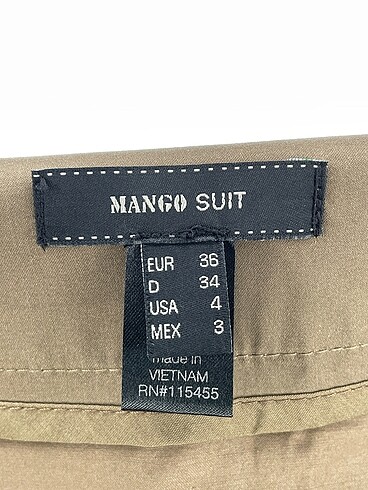 MANGO SUIT
EUR 36
D 34
USA 4
MEX 3
made in
VIETNAM
RN#115455